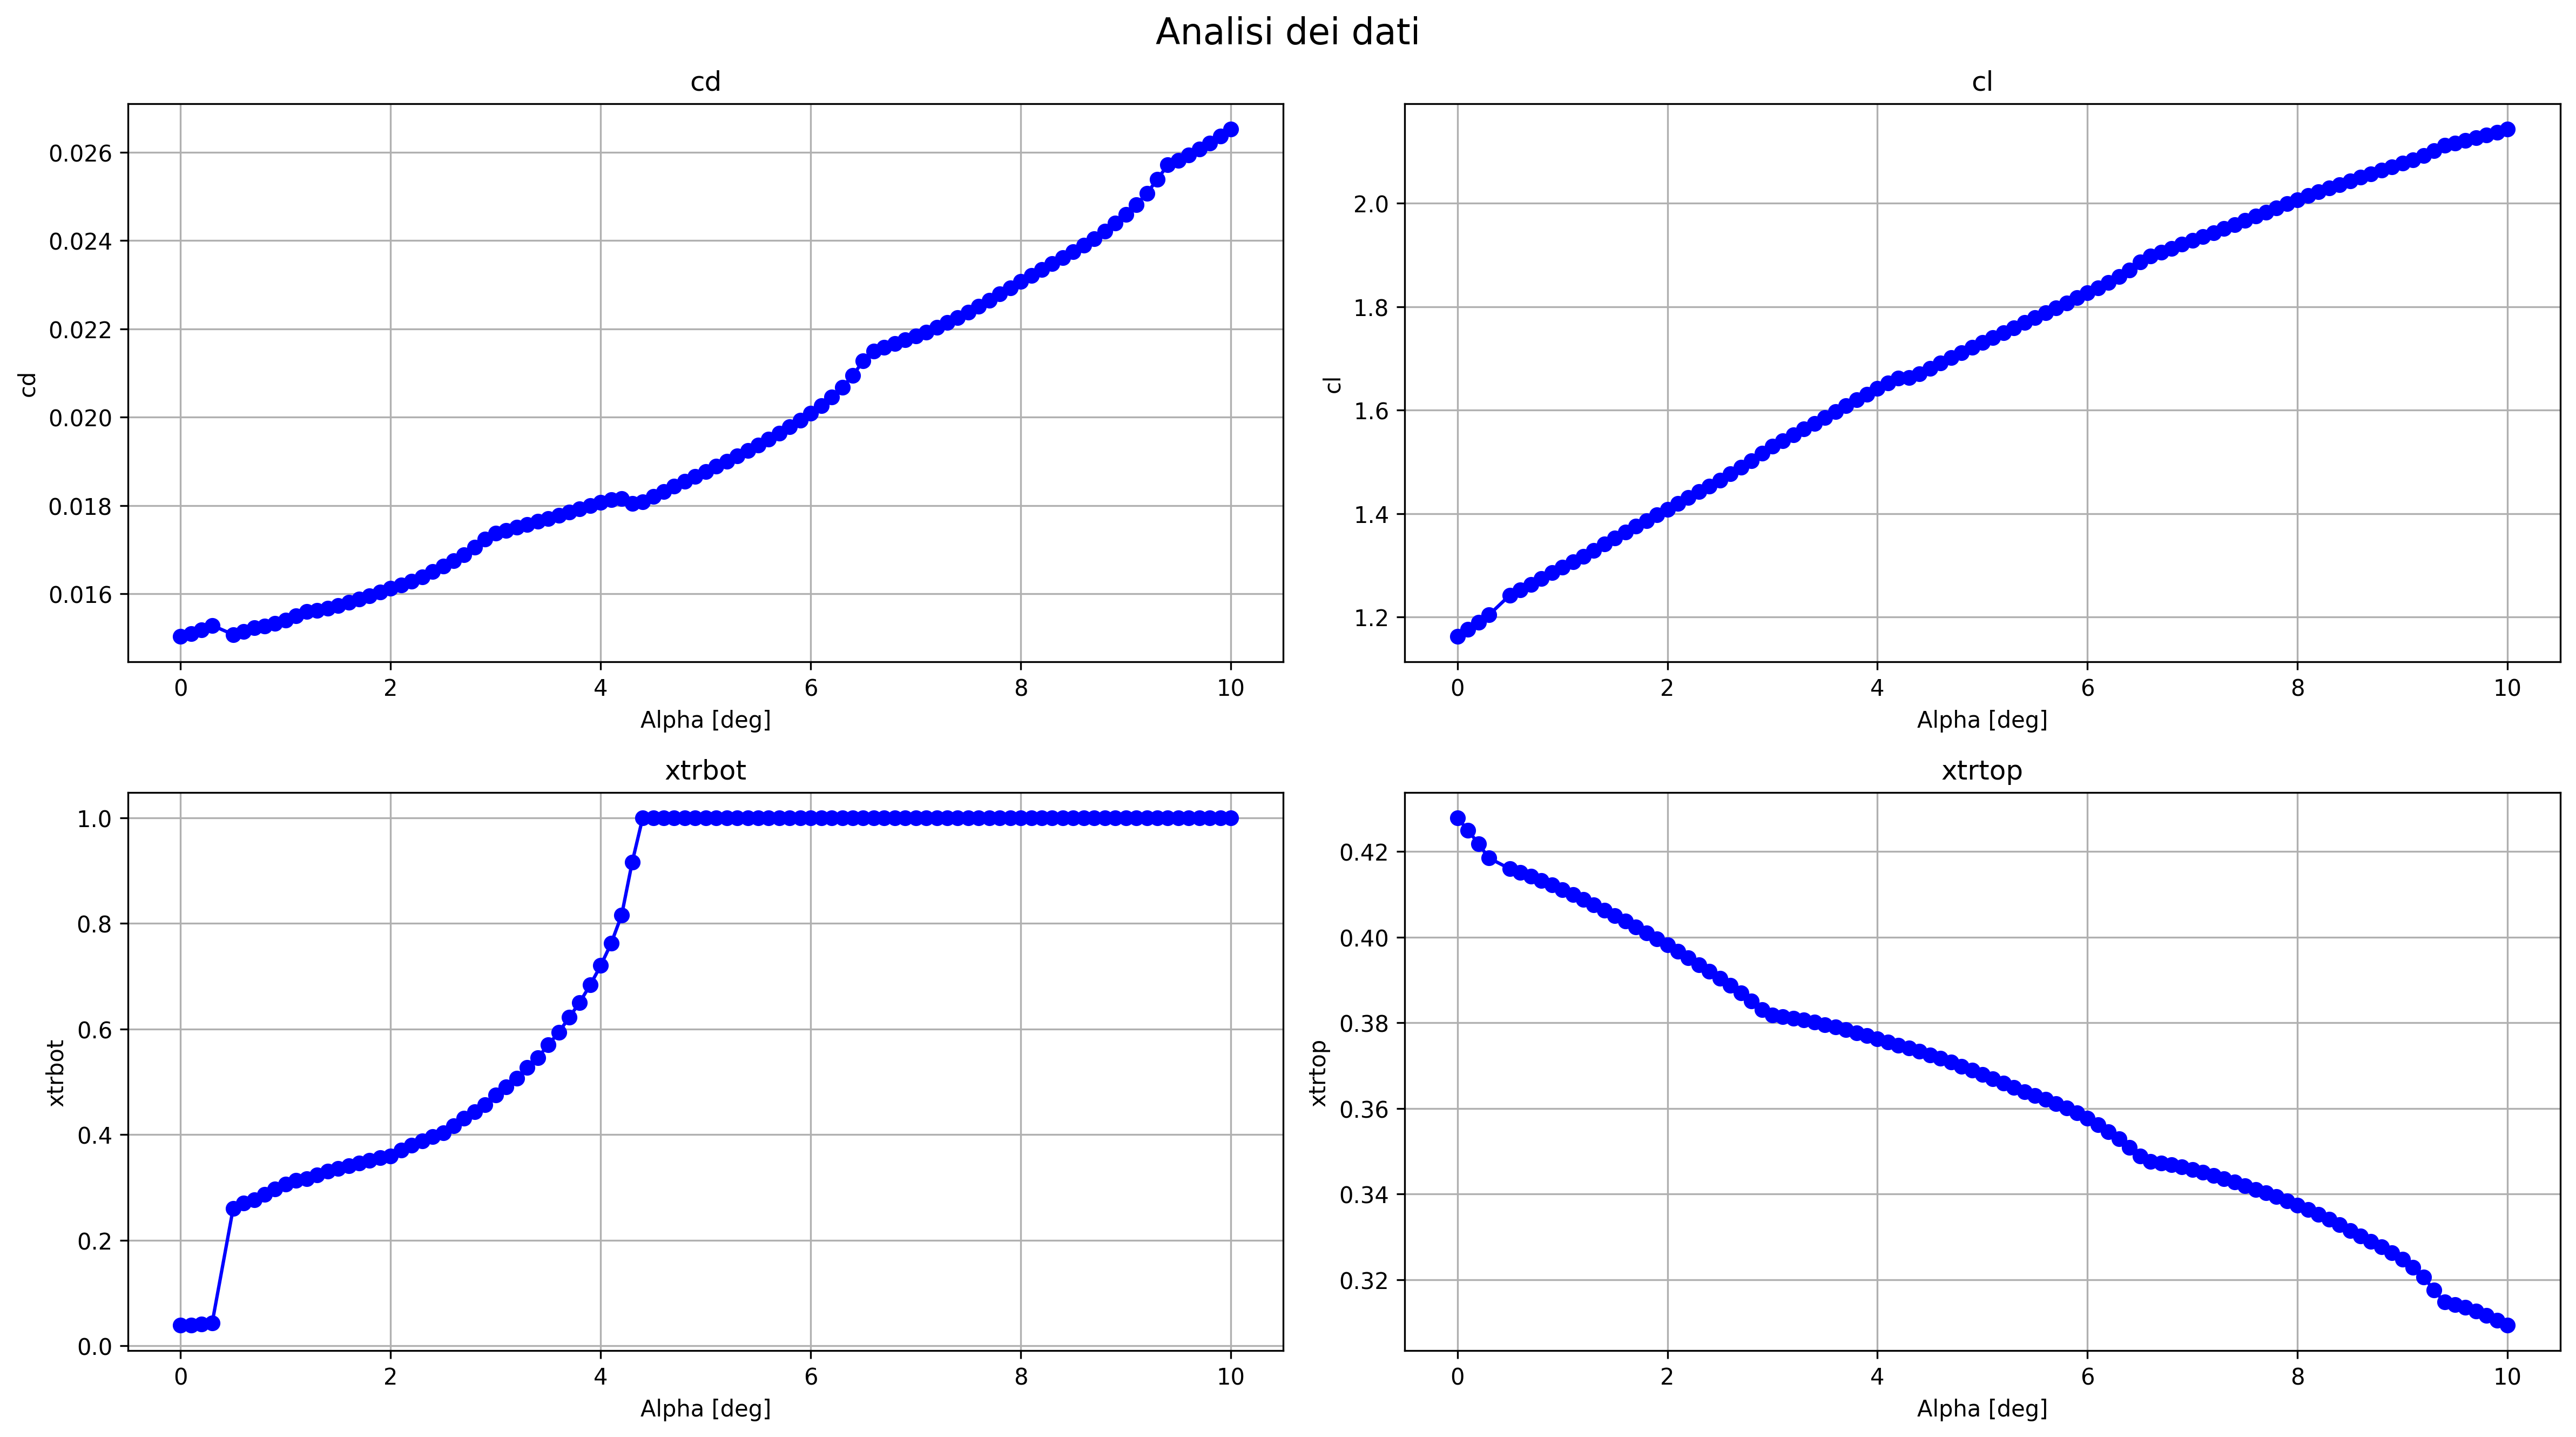 Analisi dei dati
cd
cd
0.026
0.024
0.022
0.020
0.018
0.016
0 2 4 6 8 10
Alpha [deg]
cl
cl
2.0
1.8
1.6
1.4
1.2
0 2 4 6 8 10
Alpha [deg]
xtrbot
xtrbot
1.0
0.8
0.6
0.4
0.2
0.0
0 2 4 6 8 10
Alpha [deg]
xtrtop
xtrtop
0.42
0.40
0.38
0.36
0.34
0.32
0 2 4 6 8 10
Alpha [deg]